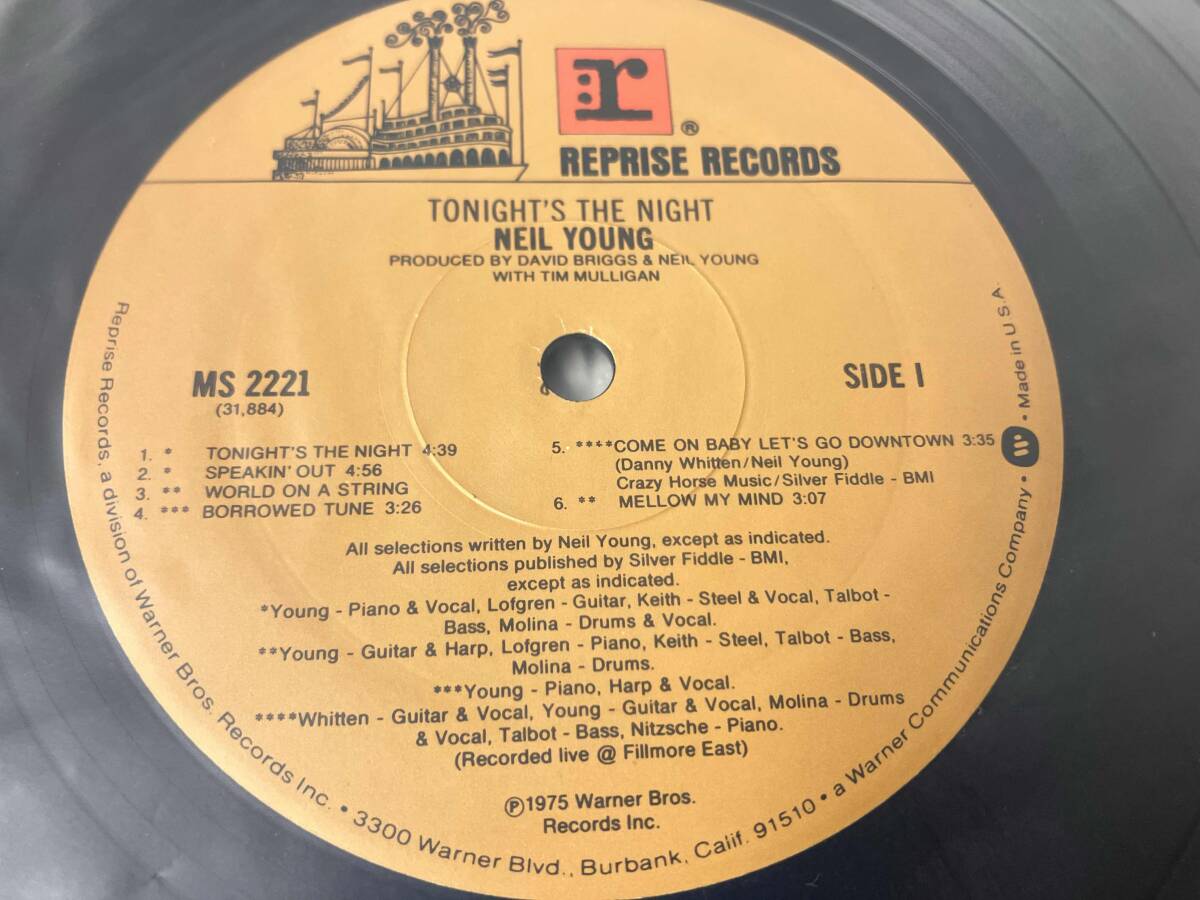 r
®
REPRISE RECORDS
TONIGHT'S THE NIGHT
NEIL YOUNG
PRODUCED BY DAVID BRIGGS & NEIL YOUNG
WITH TIM MULLIGAN
MS 2221
(31,884)
SIDE 1
1. * TONIGHT'S THE NIGHT 4:39
2. * SPEAKIN' OUT 4:56
3. ** WORLD ON A STRING
4. *** BORROWED TUNE 3:26
5. ****COME ON BABY LET'S GO DOWNTOWN 3:35
(Danny Whitten/Neil Young)
Crazy Horse Music/Silver Fiddle - BMI
6. ** MELLOW MY MIND 3:07
All selections written by Neil Young, except as indicated.
All selections published by Silver Fiddle - BMI,
except as indicated.
*Young - Piano & Vocal, Lofgren - Guitar, Keith - Steel & Vocal, Talbot -
Bass, Molina - Drums & Vocal.
**Young - Guitar & Harp, Lofgren - Piano, Keith - Steel, Talbot - Bass,
Molina - Drums.
***Young - Piano, Harp & Vocal.
****Whitten - Guitar & Vocal, Young - Guitar & Vocal, Molina - Drums
& Vocal, Talbot - Bass, Nitzsche - Piano.
(Recorded live @ Fillmore East)
℗1975 Warner Bros.
Records Inc.
Reprise Records, a division of Warner Bros. Records Inc. • 3300 Warner Blvd., Burbank, Calif. 91510 • a Warner Communications Company • W • Made in U.S.A.